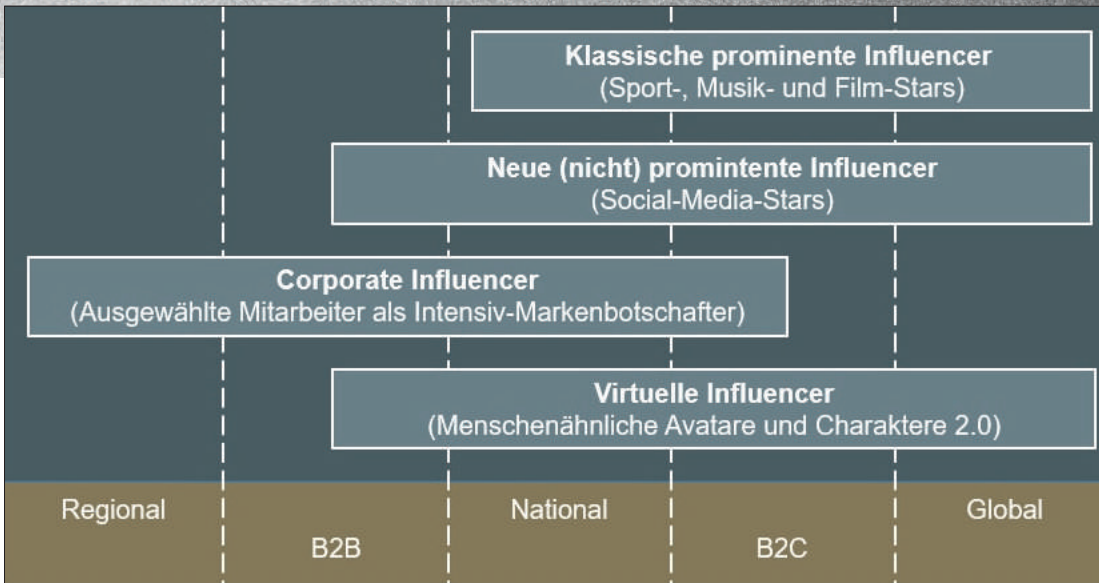 Klassische prominente Influencer
(Sport-, Musik- und Film-Stars)
Neue (nicht) promintente Influencer
(Social-Media-Stars)
Corporate Influencer
(Ausgewählte Mitarbeiter als Intensiv-Markenbotschafter)
Virtuelle Influencer
(Menschenähnliche Avatare und Charaktere 2.0)
Regional National Global
B2B B2C